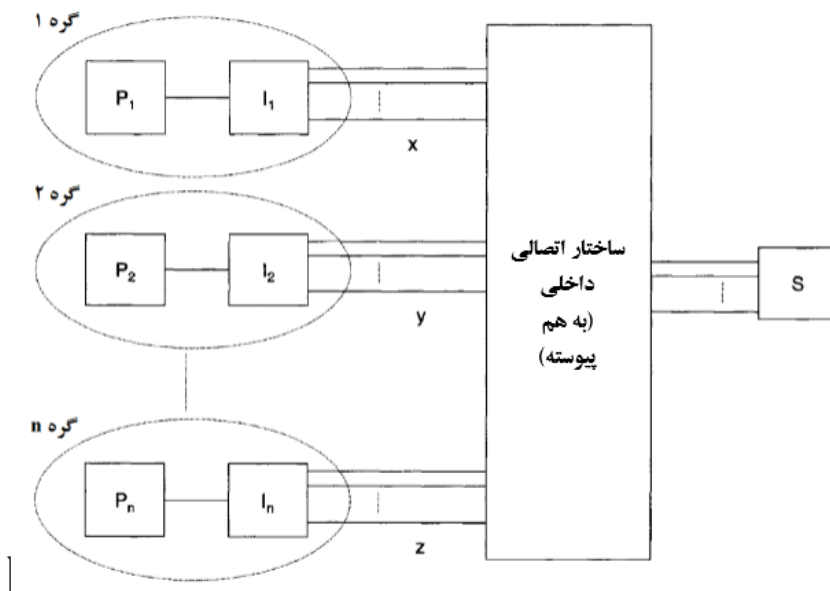 گره ۱
P₁
I₁
x
گره ۲
P₂
I₂
y
ساختار اتصالی
داخلی
(به هم
پیوسته)
S
گره n
Pₙ
Iₙ
z
]